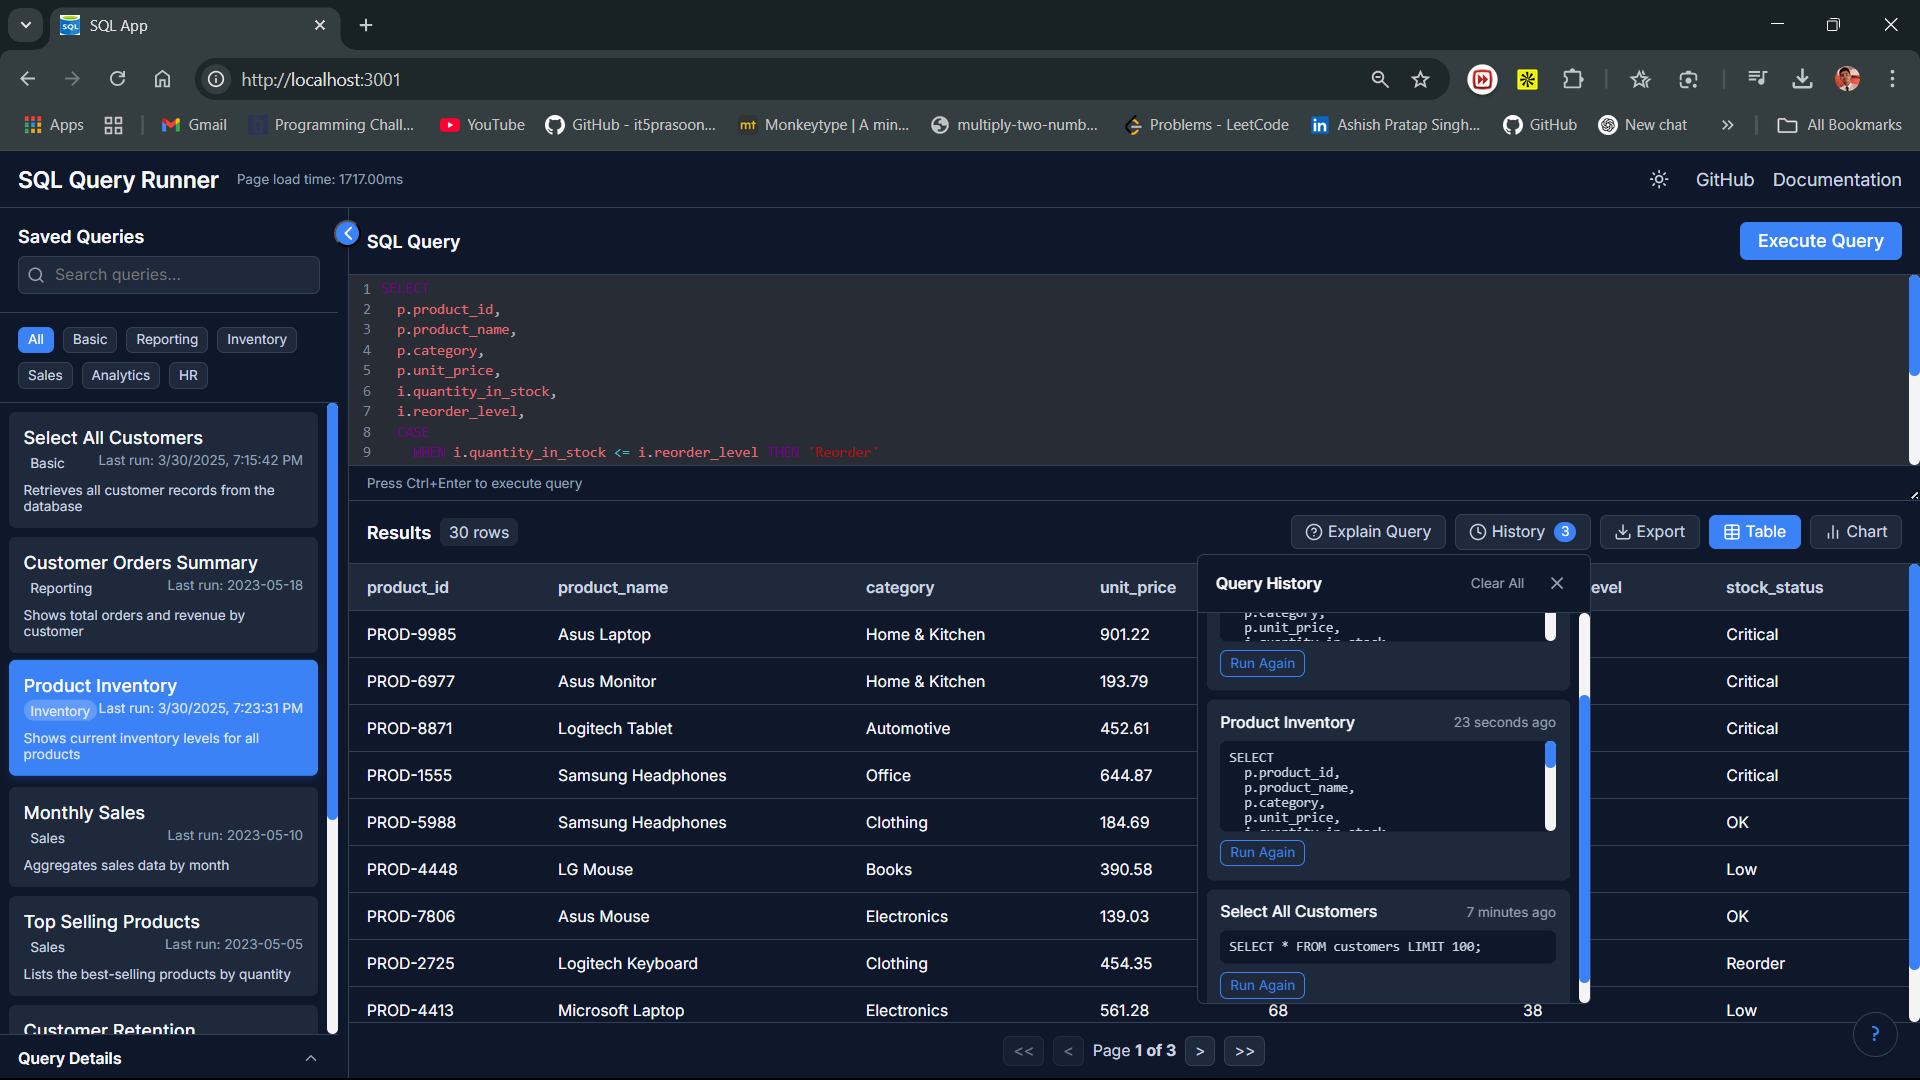 SQL App
http://localhost:3001
Apps
Gmail
Programming Chall...
YouTube
GitHub - it5prasoon...
mt
Monkeytype | A min...
multiply-two-numb...
Problems - LeetCode
in
Ashish Pratap Singh...
GitHub
New chat
All Bookmarks
SQL Query Runner
Page load time: 1717.00ms
GitHub
Documentation
Saved Queries
Search queries...
All
Basic
Reporting
Inventory
Sales
Analytics
HR
Select All Customers
Basic
Last run: 3/30/2025, 7:15:42 PM
Retrieves all customer records from the
database
Customer Orders Summary
Reporting
Last run: 2023-05-18
Shows total orders and revenue by
customer
Product Inventory
Inventory
Last run: 3/30/2025, 7:23:31 PM
Shows current inventory levels for all
products
Monthly Sales
Sales
Last run: 2023-05-10
Aggregates sales data by month
Top Selling Products
Sales
Last run: 2023-05-05
Lists the best-selling products by quantity
Customer Retention
Query Details
SQL Query
Execute Query
1 SELECT
2 p.product_id,
3 p.product_name,
4 p.category,
5 p.unit_price,
6 i.quantity_in_stock,
7 i.reorder_level,
8 CASE
9 WHEN i.quantity_in_stock <= i.reorder_level THEN 'Reorder'
Press Ctrl+Enter to execute query
Results
30 rows
Explain Query
History 3
Export
Table
Chart
product_id product_name category unit_price evel stock_status
PROD-9985 Asus Laptop Home & Kitchen 901.22 Critical
PROD-6977 Asus Monitor Home & Kitchen 193.79 Critical
PROD-8871 Logitech Tablet Automotive 452.61 Critical
PROD-1555 Samsung Headphones Office 644.87 Critical
PROD-5988 Samsung Headphones Clothing 184.69 OK
PROD-4448 LG Mouse Books 390.58 Low
PROD-7806 Asus Mouse Electronics 139.03 OK
PROD-2725 Logitech Keyboard Clothing 454.35 Reorder
PROD-4413 Microsoft Laptop Electronics 561.28 68 38 Low
Query History
Clear All
p.category,
p.unit_price,
i.quantity_in_stock
Run Again
Product Inventory
23 seconds ago
SELECT
p.product_id,
p.product_name,
p.category,
p.unit_price,
i.quantity_in_stock
Run Again
Select All Customers
7 minutes ago
SELECT * FROM customers LIMIT 100;
Run Again
<< < Page 1 of 3 > >>
?